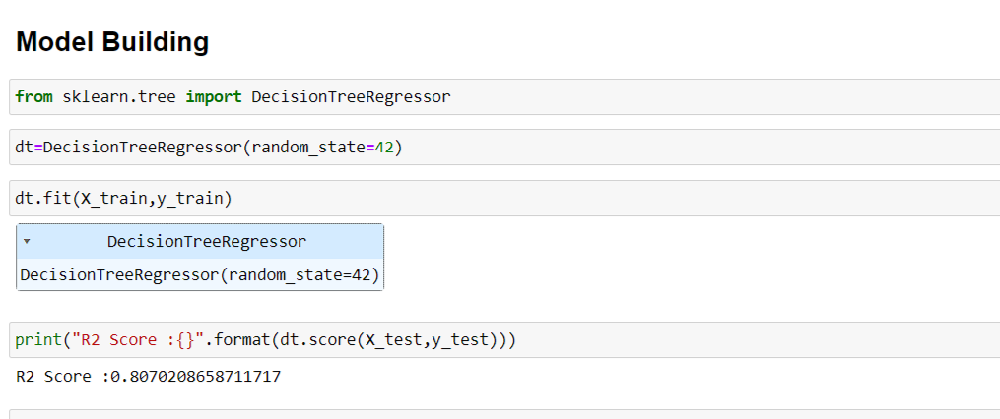 Model Building
from sklearn.tree import DecisionTreeRegressor
dt=DecisionTreeRegressor(random_state=42)
dt.fit(X_train,y_train)
DecisionTreeRegressor
DecisionTreeRegressor(random_state=42)
print("R2 Score :{}".format(dt.score(X_test,y_test)))
R2 Score :0.8070208658711717